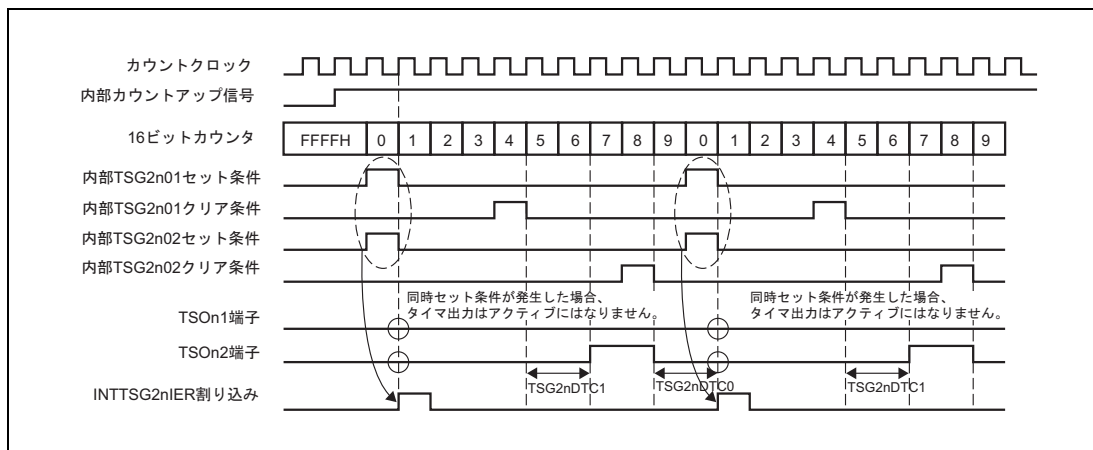 カウントクロック
内部カウントアップ信号
16ビットカウンタ FFFFH 0 1 2 3 4 5 6 7 8 9 0 1 2 3 4 5 6 7 8 9
内部TSG2n01セット条件
内部TSG2n01クリア条件
内部TSG2n02セット条件
内部TSG2n02クリア条件
同時セット条件が発生した場合、 同時セット条件が発生した場合、
タイマ出力はアクティブにはなりません。 タイマ出力はアクティブにはなりません。
TSOn1端子
TSOn2端子
TSG2nDTC1 TSG2nDTC0 TSG2nDTC1
INTTSG2nIER割り込み